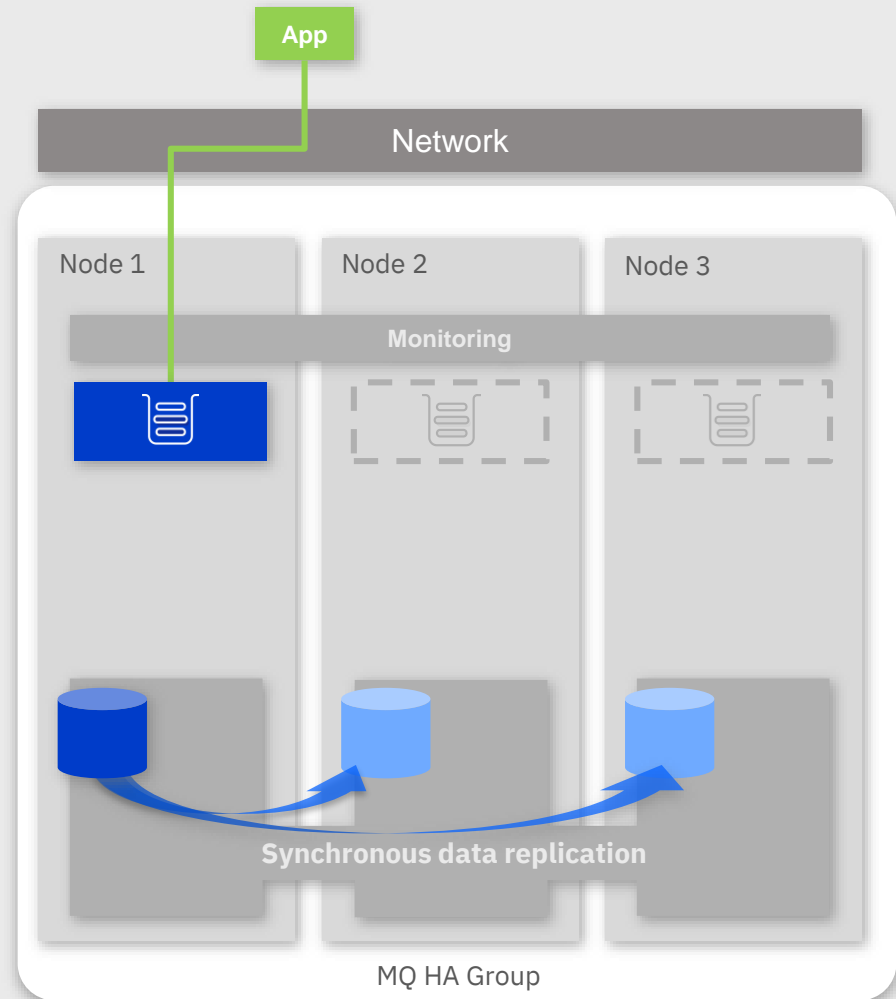 App
Network
Node 1
Node 2
Node 3
Monitoring
Synchronous data replication
MQ HA Group